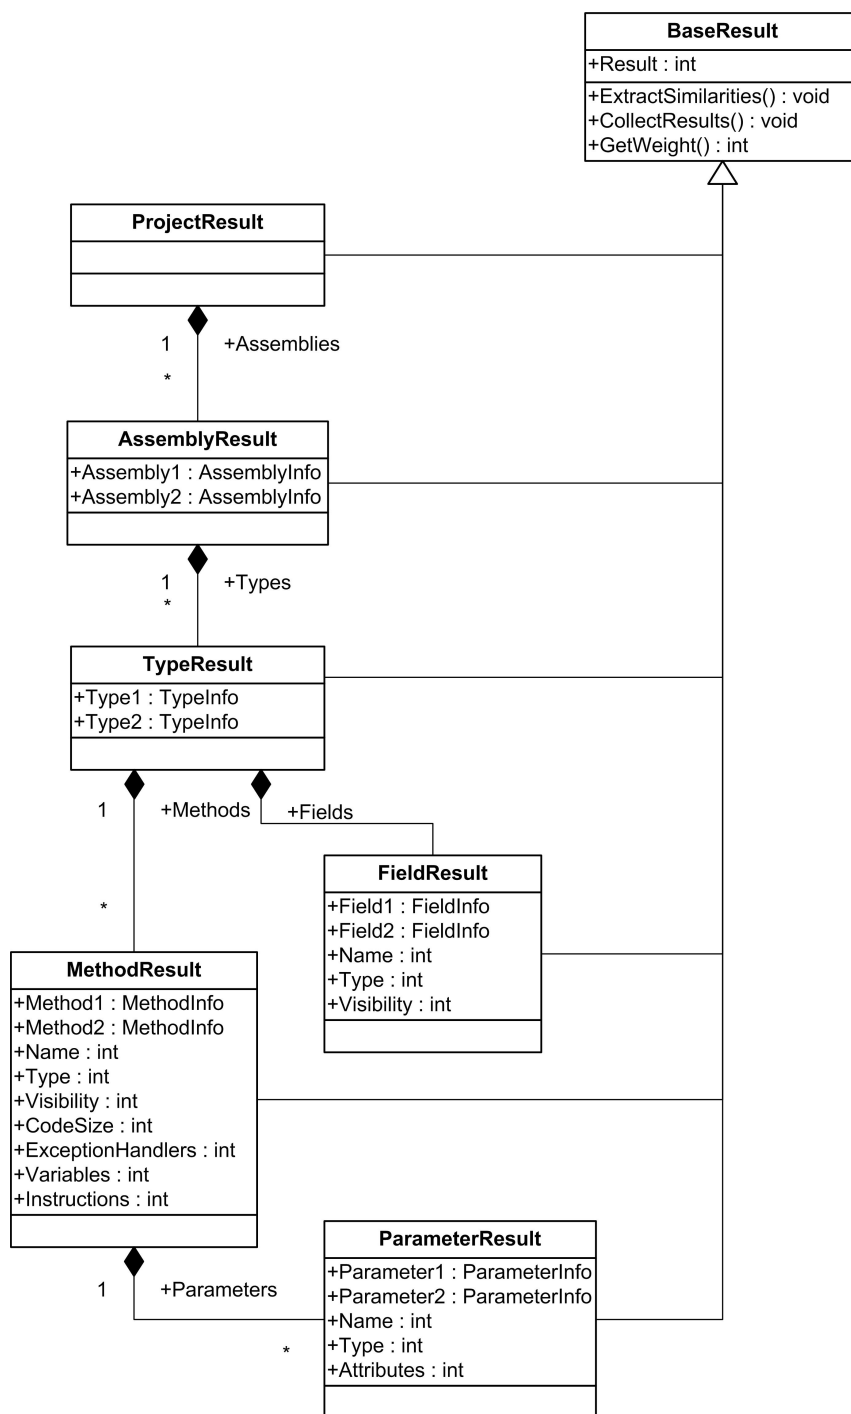 BaseResult
+Result : int
+ExtractSimilarities() : void
+CollectResults() : void
+GetWeight() : int
ProjectResult
1
+Assemblies
*
AssemblyResult
+Assembly1 : AssemblyInfo
+Assembly2 : AssemblyInfo
1
+Types
*
TypeResult
+Type1 : TypeInfo
+Type2 : TypeInfo
1
+Methods
+Fields
*
FieldResult
+Field1 : FieldInfo
+Field2 : FieldInfo
+Name : int
+Type : int
+Visibility : int
MethodResult
+Method1 : MethodInfo
+Method2 : MethodInfo
+Name : int
+Type : int
+Visibility : int
+CodeSize : int
+ExceptionHandlers : int
+Variables : int
+Instructions : int
1
+Parameters
*
ParameterResult
+Parameter1 : ParameterInfo
+Parameter2 : ParameterInfo
+Name : int
+Type : int
+Attributes : int